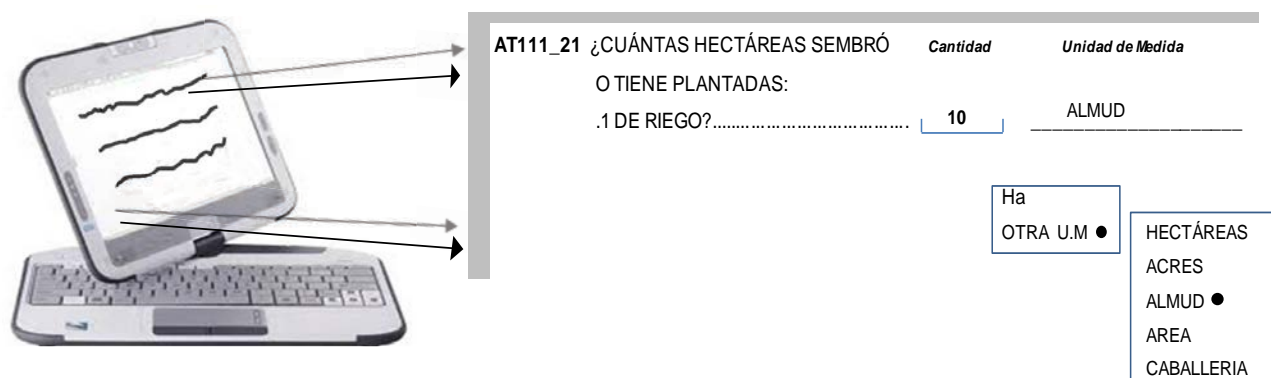 AT111_21 ¿CUÁNTAS HECTÁREAS SEMBRÓ Cantidad Unidad de Medida
O TIENE PLANTADAS:
.1 DE RIEGO?........................................ 10 ALMUD
Ha
OTRA U.M ●
HECTÁREAS
ACRES
ALMUD ●
AREA
CABALLERIA